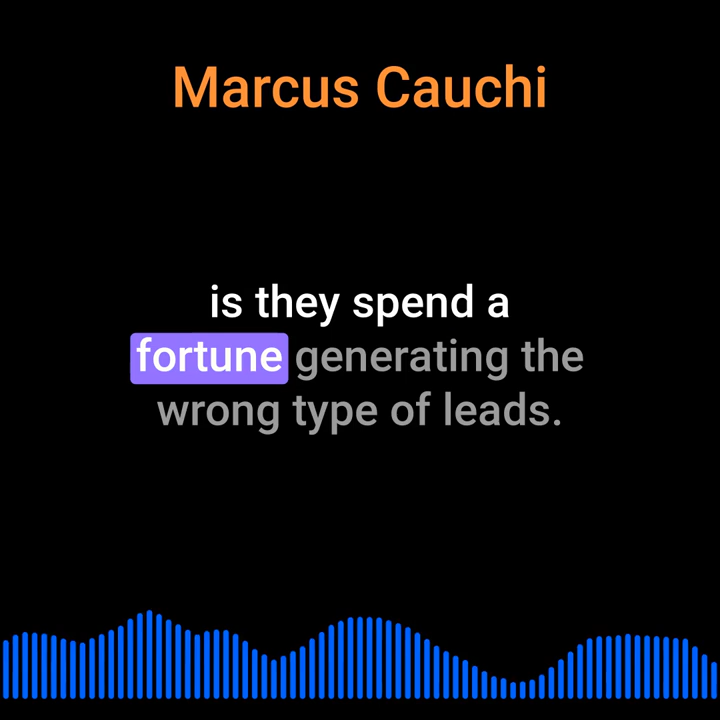 Marcus Cauchi
is they spend a
fortune generating the
wrong type of leads.